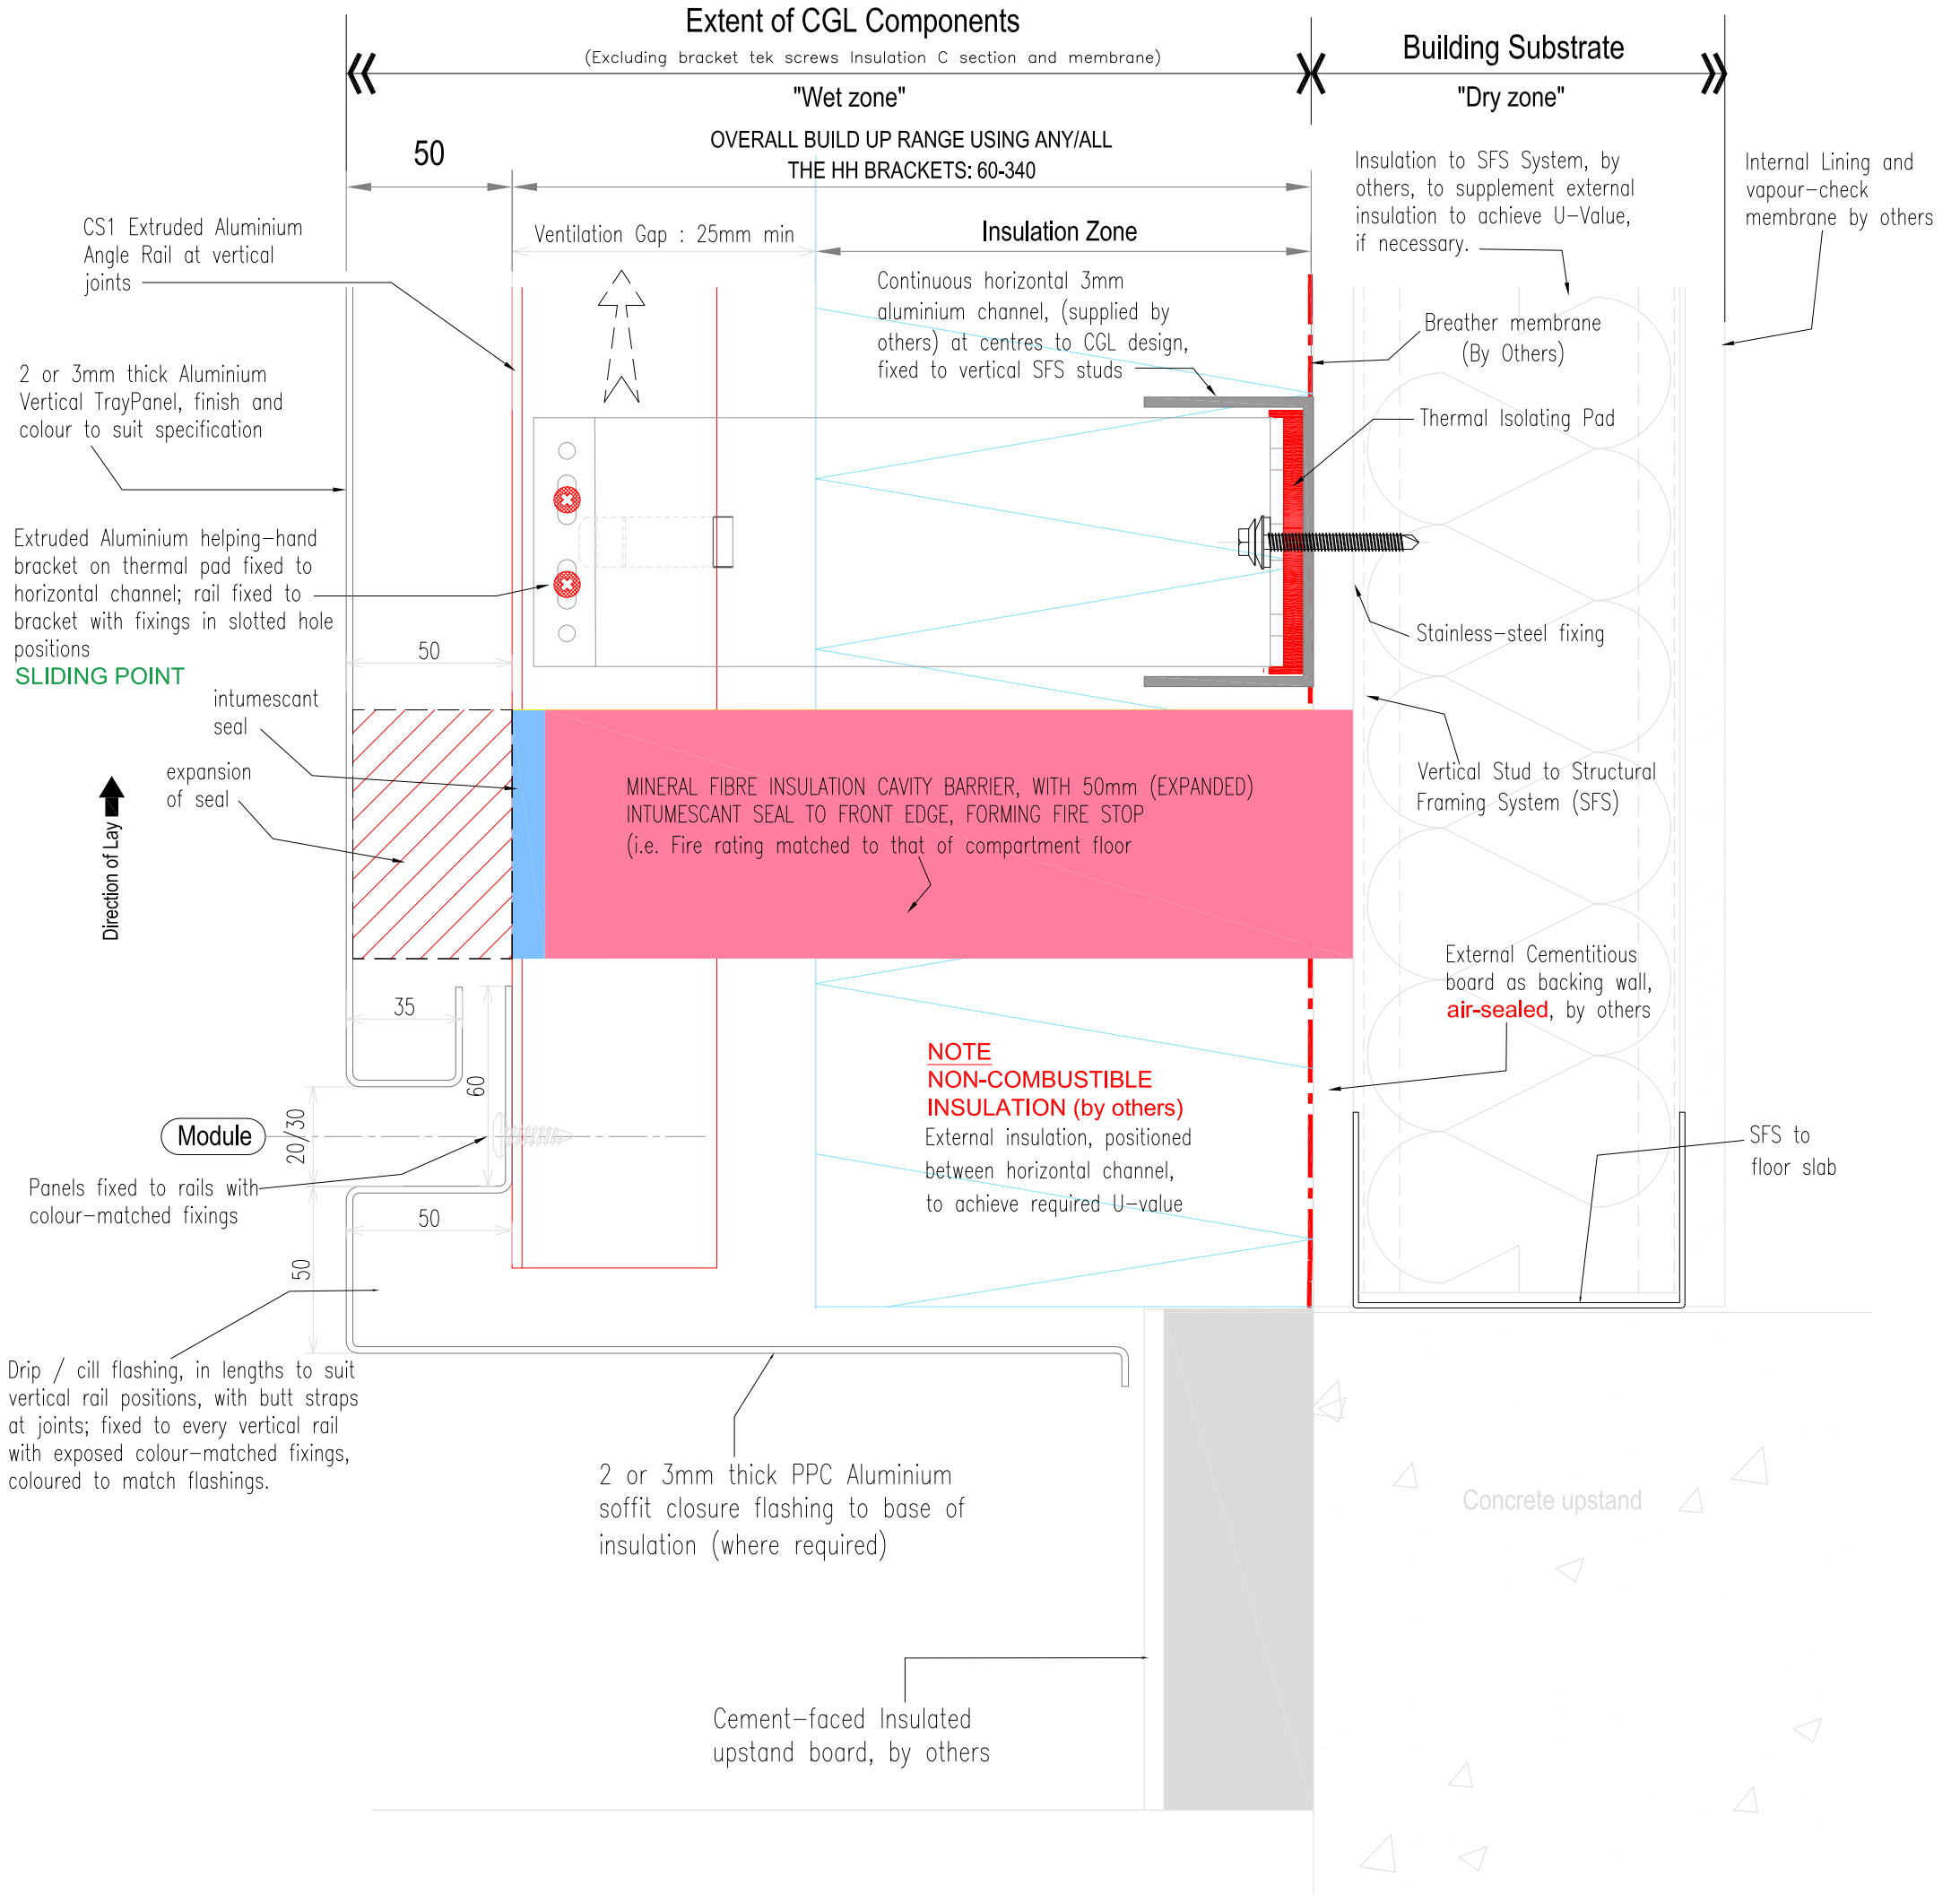 Extent of CGL Components
(Excluding bracket tek screws Insulation C section and membrane)
"Wet zone"
Building Substrate
"Dry zone"
50
OVERALL BUILD UP RANGE USING ANY/ALL
THE HH BRACKETS: 60-340
Ventilation Gap : 25mm min
Insulation Zone
CS1 Extruded Aluminium
Angle Rail at vertical
joints
2 or 3mm thick Aluminium
Vertical TrayPanel, finish and
colour to suit specification
Extruded Aluminium helping-hand
bracket on thermal pad fixed to
horizontal channel; rail fixed to
bracket with fixings in slotted hole
positions
SLIDING POINT
Continuous horizontal 3mm
aluminium channel, (supplied by
others) at centres to CGL design,
fixed to vertical SFS studs
Insulation to SFS System, by
others, to supplement external
insulation to achieve U-Value,
if necessary.
Internal Lining and
vapour-check
membrane by others
Breather membrane
(By Others)
Thermal Isolating Pad
Stainless-steel fixing
50
intumescant
seal
expansion
of seal
Direction of Lay
MINERAL FIBRE INSULATION CAVITY BARRIER, WITH 50mm (EXPANDED)
INTUMESCANT SEAL TO FRONT EDGE, FORMING FIRE STOP
(i.e. Fire rating matched to that of compartment floor
Vertical Stud to Structural
Framing System (SFS)
External Cementitious
board as backing wall,
air-sealed, by others
35
60
20/30
Module
Panels fixed to rails with
colour-matched fixings
50
50
NOTE
NON-COMBUSTIBLE
INSULATION (by others)
External insulation, positioned
between horizontal channel,
to achieve required U-value
SFS to
floor slab
Drip / cill flashing, in lengths to suit
vertical rail positions, with butt straps
at joints; fixed to every vertical rail
with exposed colour-matched fixings,
coloured to match flashings.
2 or 3mm thick PPC Aluminium
soffit closure flashing to base of
insulation (where required)
Concrete upstand
Cement-faced Insulated
upstand board, by others